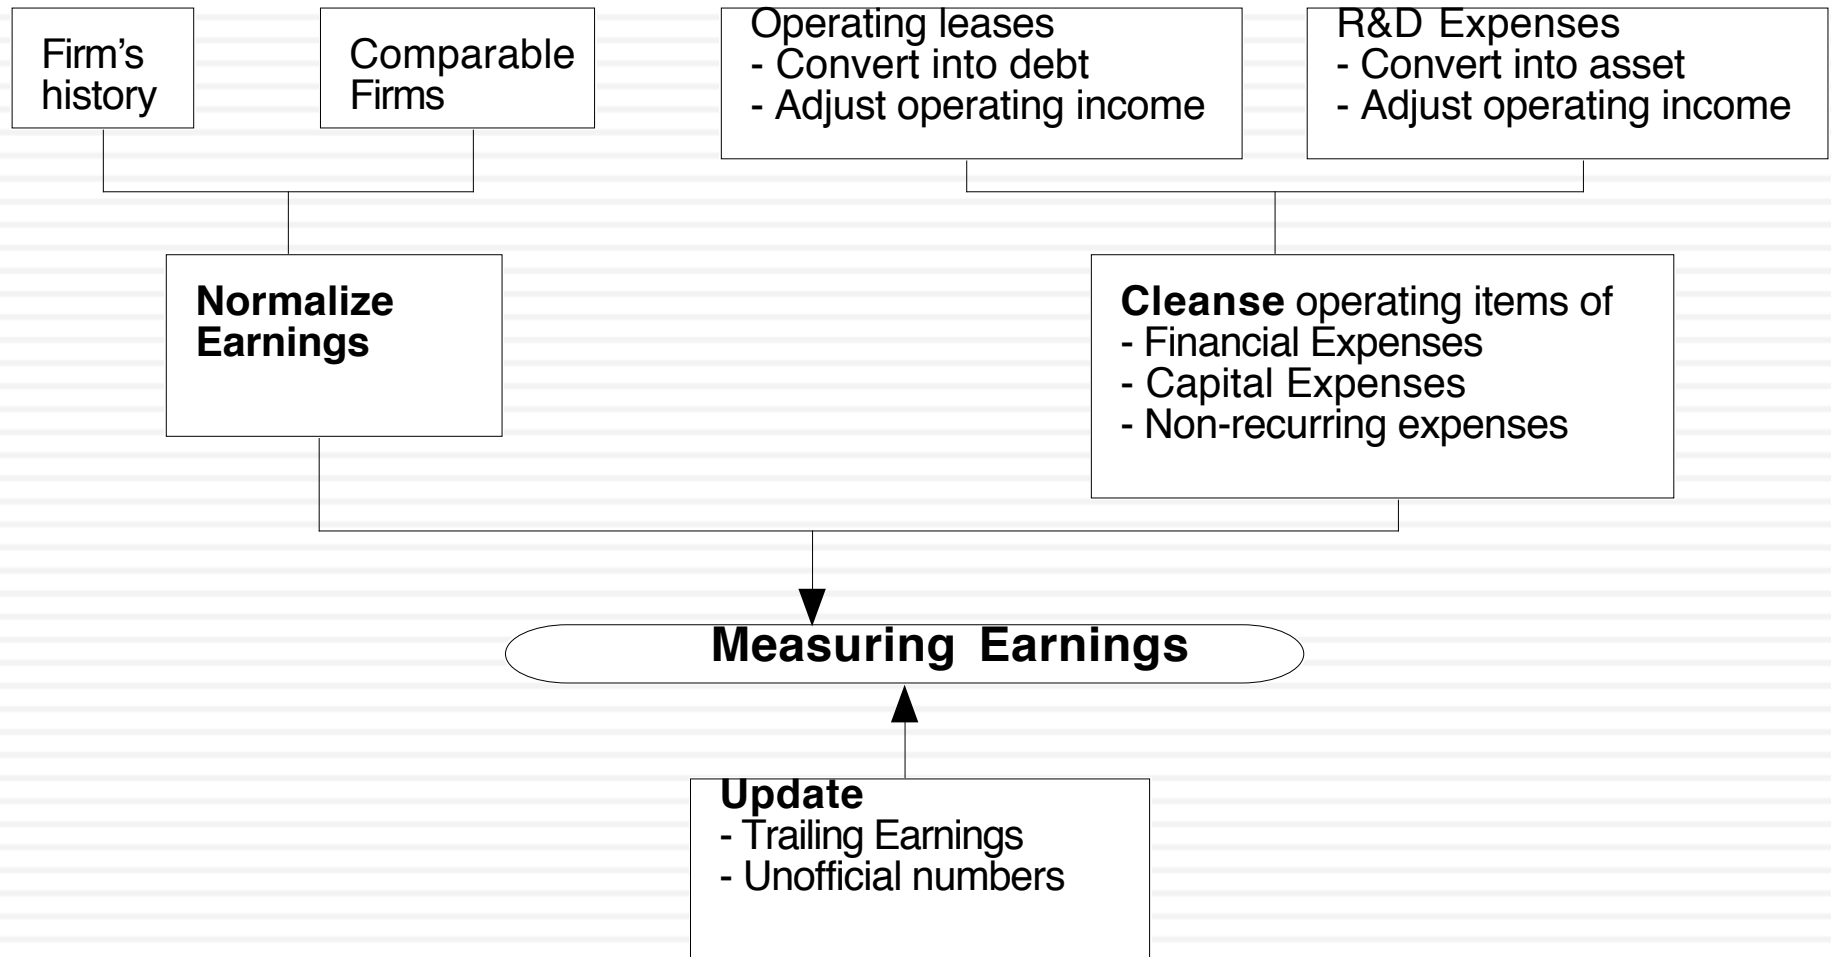 Firm’s
history
Comparable
Firms
Operating leases
- Convert into debt
- Adjust operating income
R&D Expenses
- Convert into asset
- Adjust operating income
Normalize
Earnings
Cleanse operating items of
- Financial Expenses
- Capital Expenses
- Non-recurring expenses
Measuring Earnings
Update
- Trailing Earnings
- Unofficial numbers